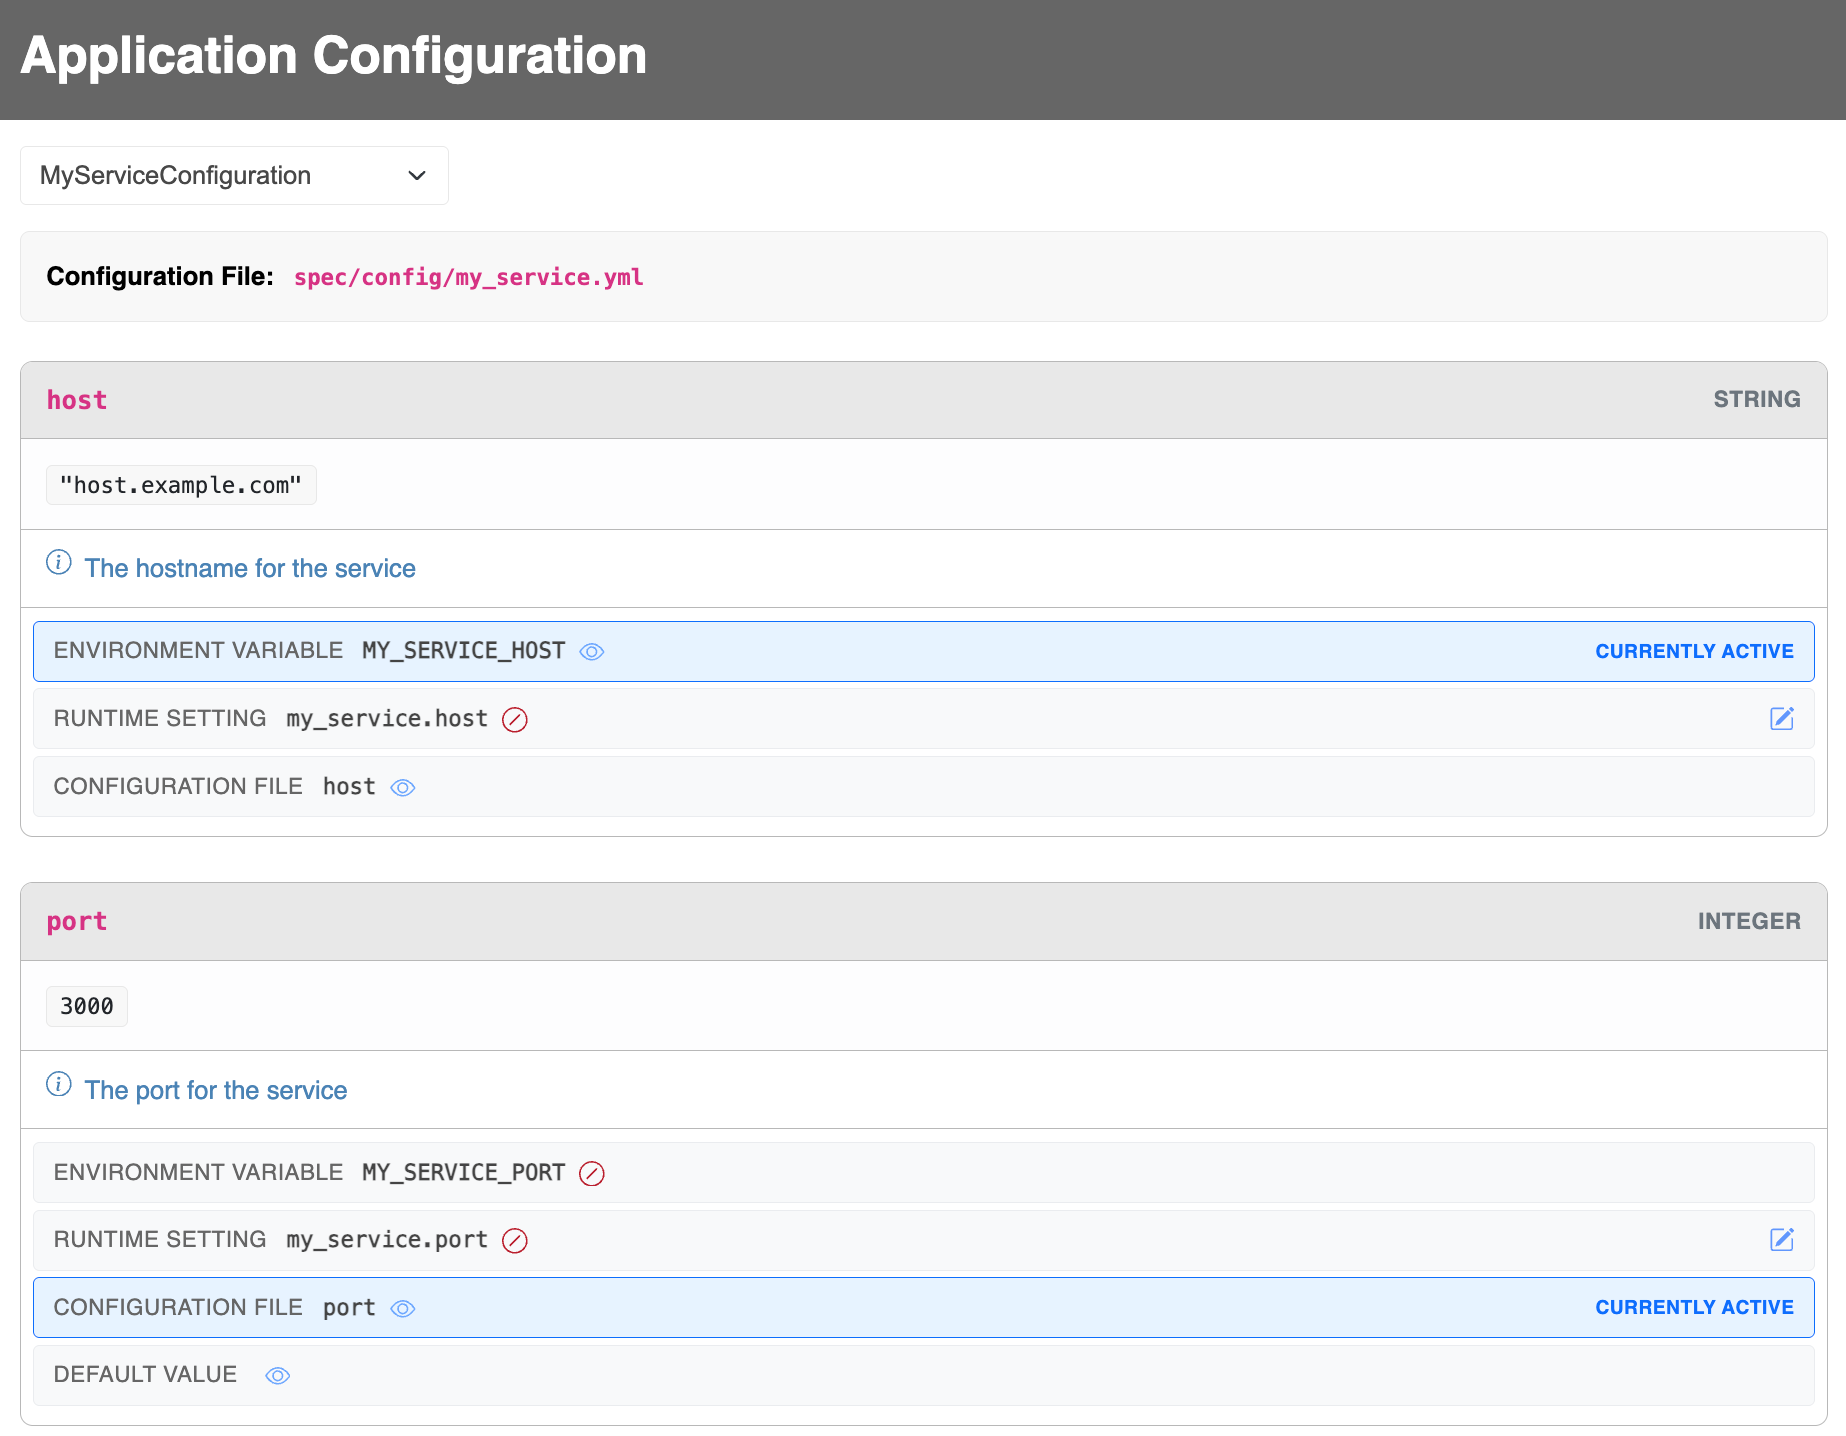 Application Configuration
MyServiceConfiguration
Configuration File: spec/config/my_service.yml
host STRING
"host.example.com"
The hostname for the service
ENVIRONMENT VARIABLE MY_SERVICE_HOST CURRENTLY ACTIVE
RUNTIME SETTING my_service.host
CONFIGURATION FILE host
port INTEGER
3000
The port for the service
ENVIRONMENT VARIABLE MY_SERVICE_PORT
RUNTIME SETTING my_service.port
CONFIGURATION FILE port CURRENTLY ACTIVE
DEFAULT VALUE